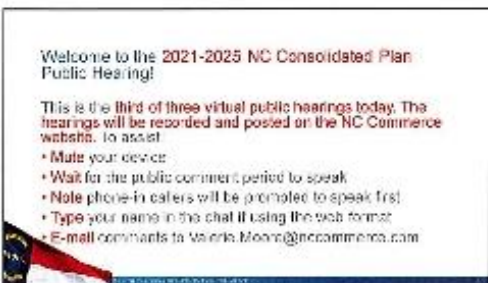 Welcome to the 2021-2025 NC Consolidated Plan
Public Hearing!
This is the third of three virtual public hearings today. The
hearings will be recorded and posted on the NC Commerce
website. To assist
• Mute your device
• Wait for the public comment period to speak
• Note phone-in callers will be prompted to speak first
• Type your name in the chat if using the web format
• E-mail comments to Valerie.Moore@nccommerce.com